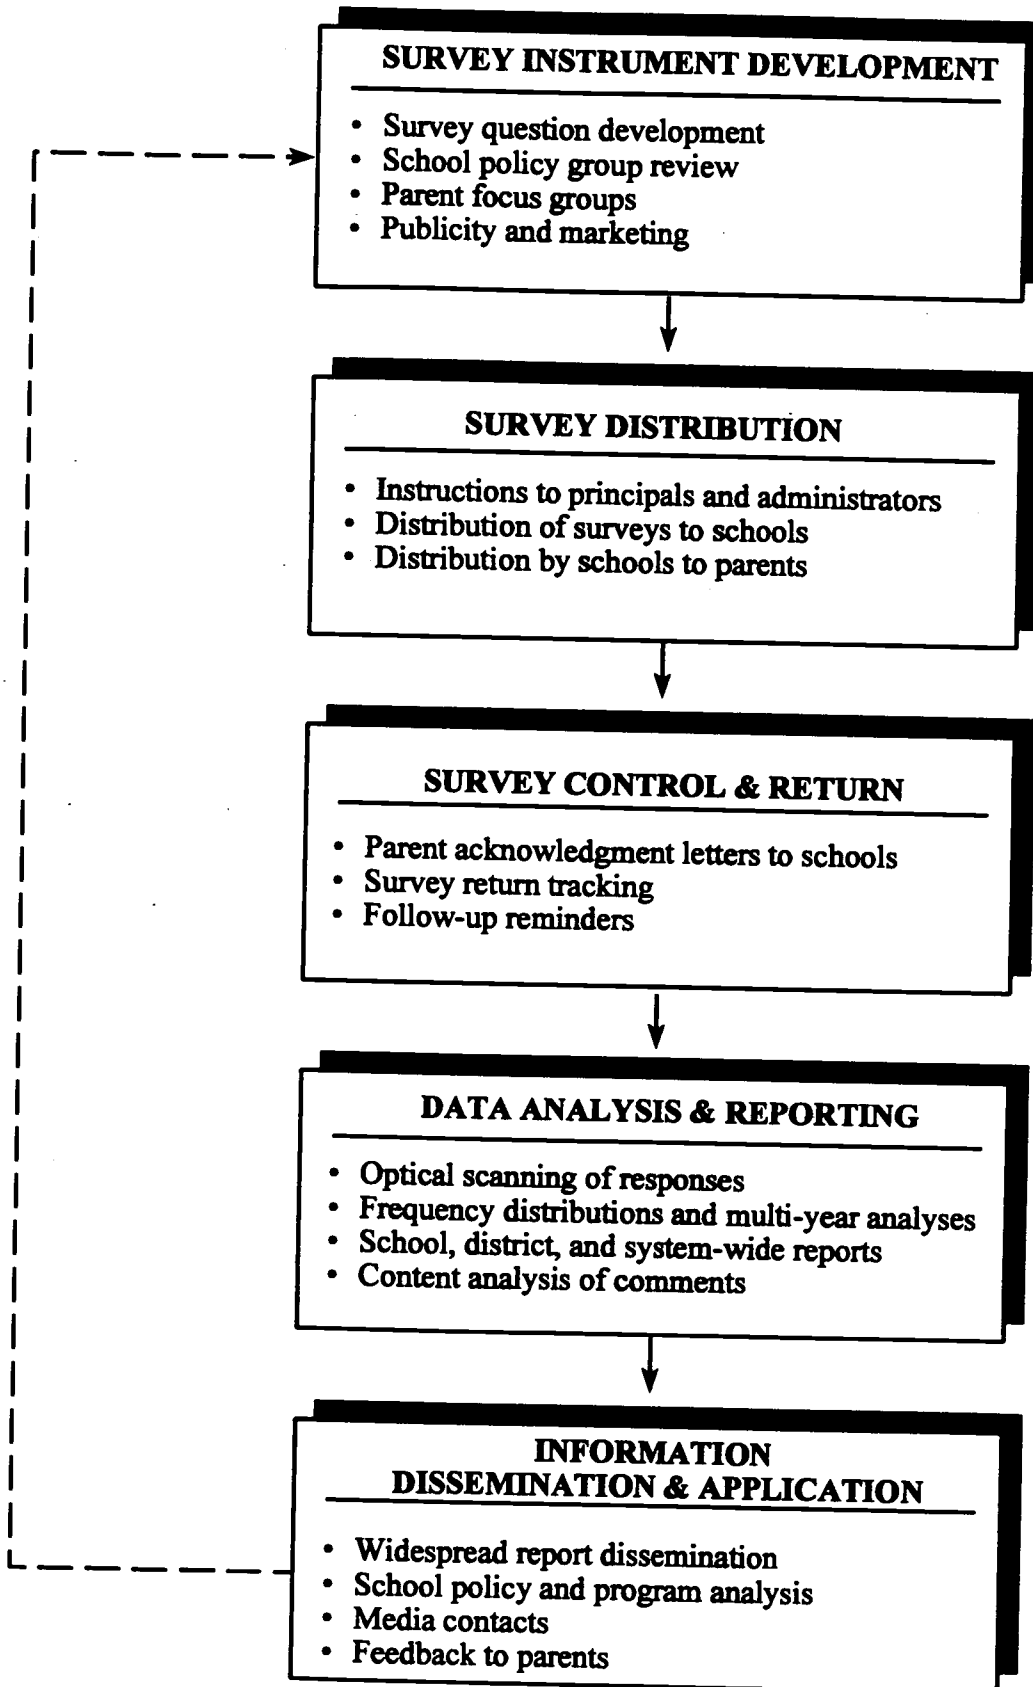 SURVEY INSTRUMENT DEVELOPMENT
• Survey question development
• School policy group review
• Parent focus groups
• Publicity and marketing
SURVEY DISTRIBUTION
• Instructions to principals and administrators
• Distribution of surveys to schools
• Distribution by schools to parents
SURVEY CONTROL & RETURN
• Parent acknowledgment letters to schools
• Survey return tracking
• Follow-up reminders
DATA ANALYSIS & REPORTING
• Optical scanning of responses
• Frequency distributions and multi-year analyses
• School, district, and system-wide reports
• Content analysis of comments
INFORMATION
DISSEMINATION & APPLICATION
• Widespread report dissemination
• School policy and program analysis
• Media contacts
• Feedback to parents